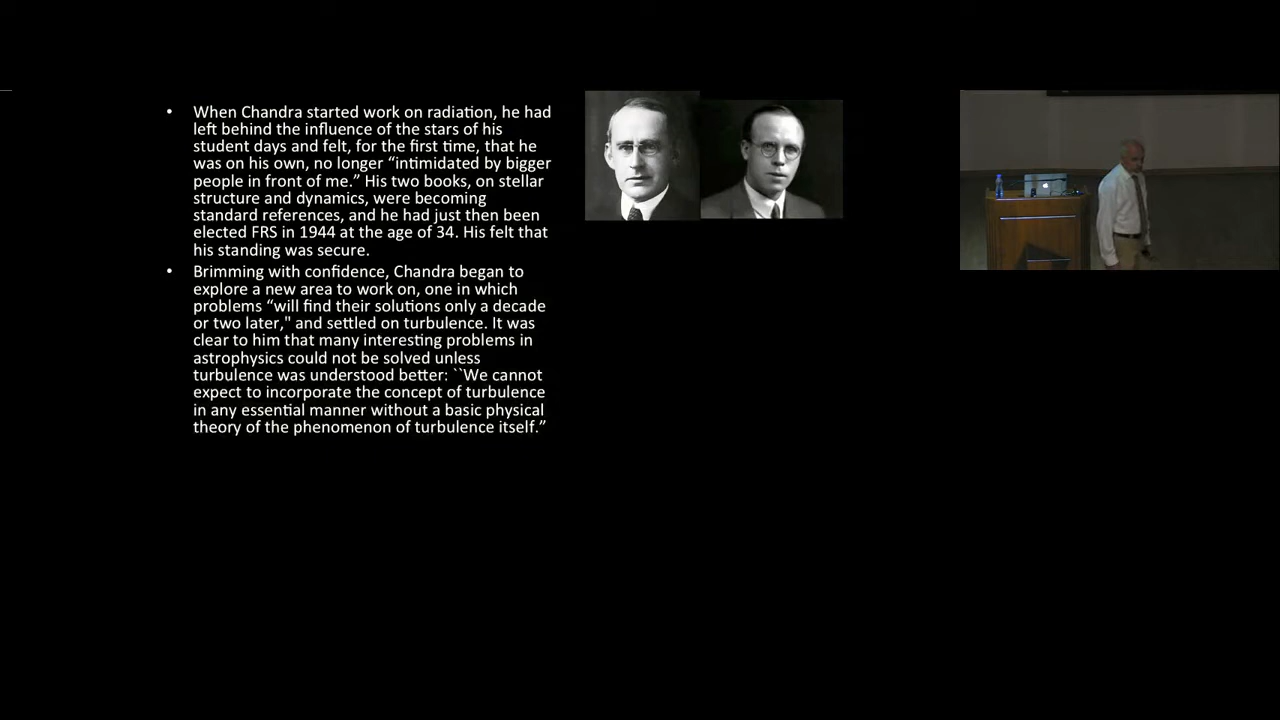 • When Chandra started work on radiation, he had
left behind the influence of the stars of his
student days and felt, for the first time, that he
was on his own, no longer “intimidated by bigger
people in front of me.” His two books, on stellar
structure and dynamics, were becoming
standard references, and he had just then been
elected FRS in 1944 at the age of 34. His felt that
his standing was secure.
• Brimming with confidence, Chandra began to
explore a new area to work on, one in which
problems “will find their solutions only a decade
or two later," and settled on turbulence. It was
clear to him that many interesting problems in
astrophysics could not be solved unless
turbulence was understood better: ``We cannot
expect to incorporate the concept of turbulence
in any essential manner without a basic physical
theory of the phenomenon of turbulence itself.”